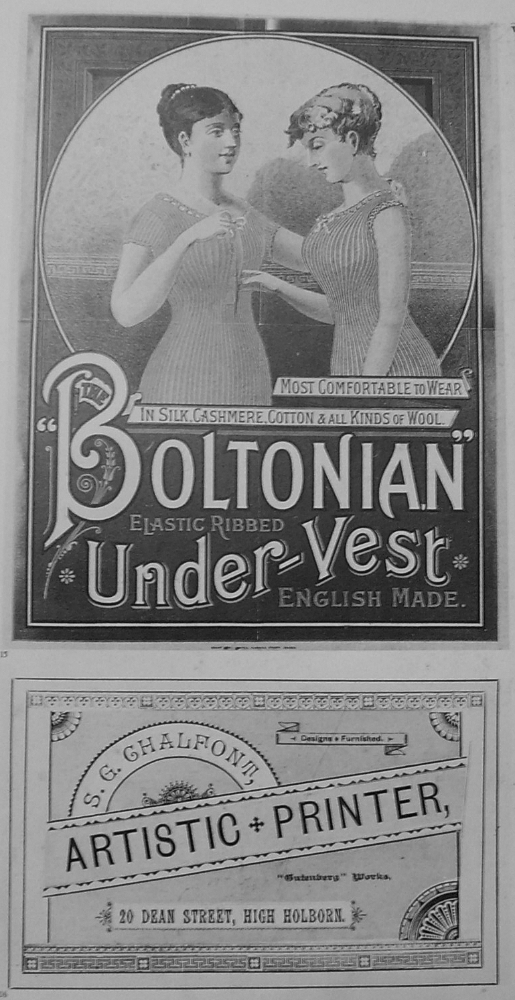 THE
MOST COMFORTABLE TO WEAR
IN SILK, CASHMERE, COTTON & ALL KINDS OF WOOL.
"BOLTONIAN"
ELASTIC RIBBED
Under-Vest
ENGLISH MADE.
15
S. G. CHALFONT,
Designs Furnished.
ARTISTIC PRINTER,
"Gutenberg" Works,
20 DEAN STREET, HIGH HOLBORN.